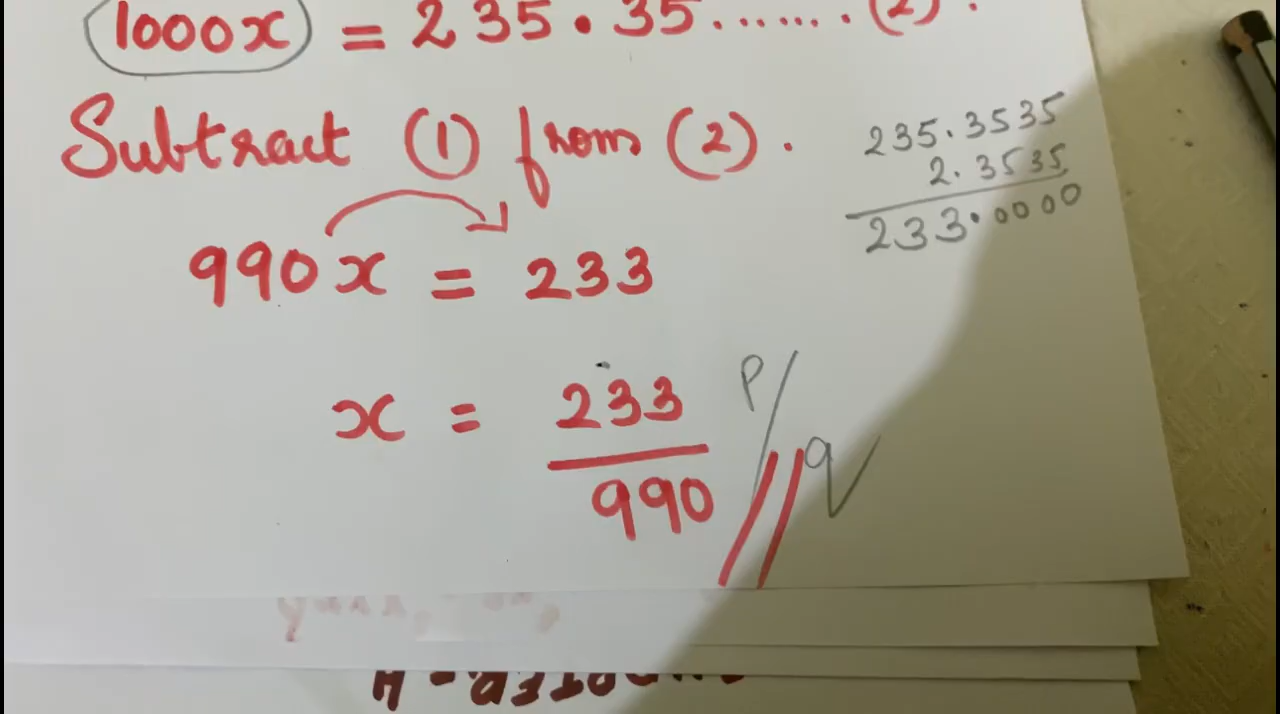 1000x = 235.35....... (2).
Subtract (1) from (2).
235.3535
2.3535
233.0000
990x = 233
x = 233/990 p/q